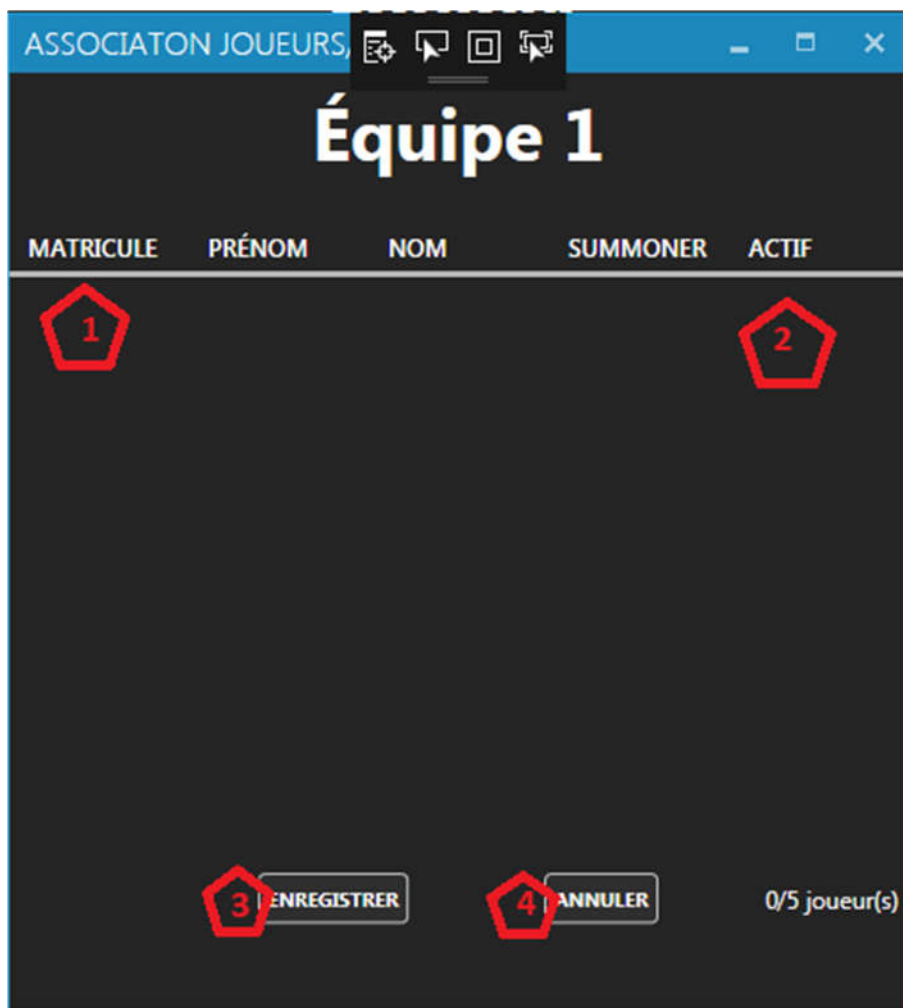 ASSOCIATON JOUEURS,
Équipe 1
MATRICULE PRÉNOM NOM SUMMONER ACTIF
1 2
3 ENREGISTRER 4 ANNULER 0/5 joueur(s)